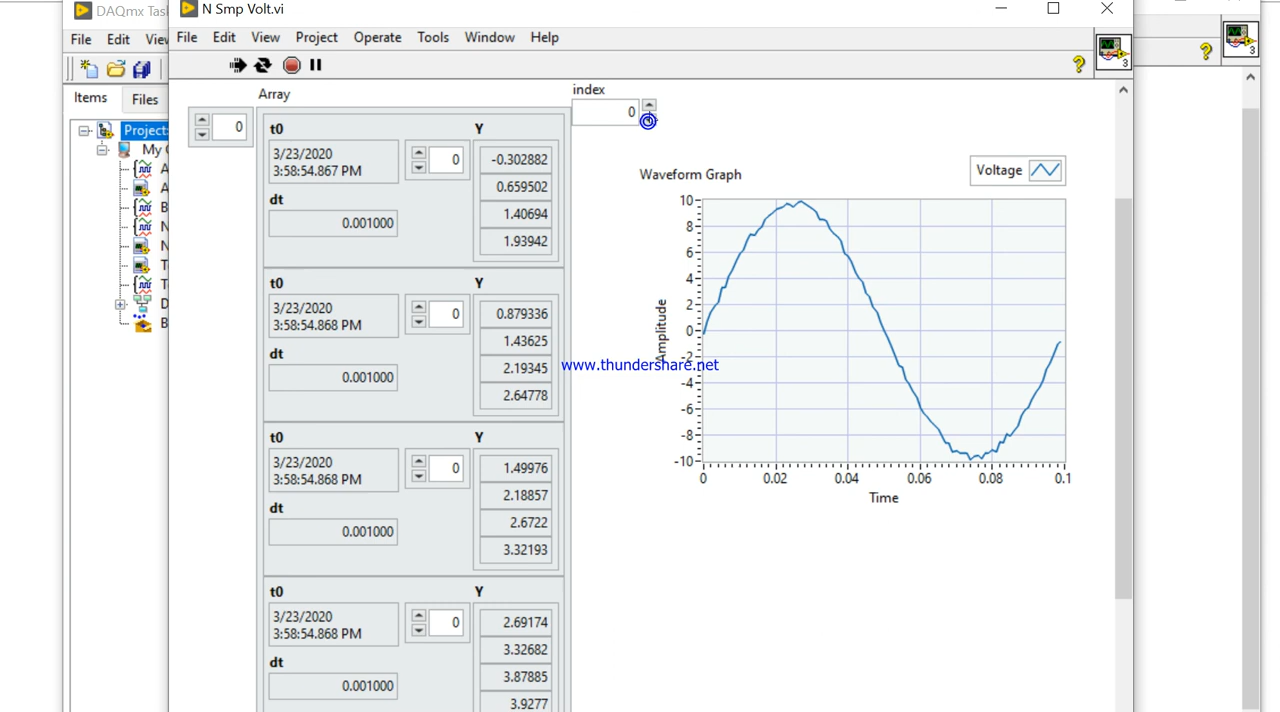 DAQmx Tas
N Smp Volt.vi
File Edit Vie
File Edit View Project Operate Tools Window Help
3
3
Items Files
Project:
My C
A
A
B
N
N
T
D
B
Array
0
t0
3/23/2020
3:58:54.867 PM
dt
0.001000
0
Y
-0.302882
0.659502
1.40694
1.93942
t0
3/23/2020
3:58:54.868 PM
dt
0.001000
0
Y
0.879336
1.43625
2.19345
2.64778
t0
3/23/2020
3:58:54.868 PM
dt
0.001000
0
Y
1.49976
2.18857
2.6722
3.32193
t0
3/23/2020
3:58:54.868 PM
dt
0.001000
0
Y
2.69174
3.32682
3.87885
3.9277
index
0
Waveform Graph
Voltage
Amplitude
10
8
6
4
2
0
-2
-4
-6
-8
-10
0 0.02 0.04 0.06 0.08 0.1
Time
www.thundershare.net